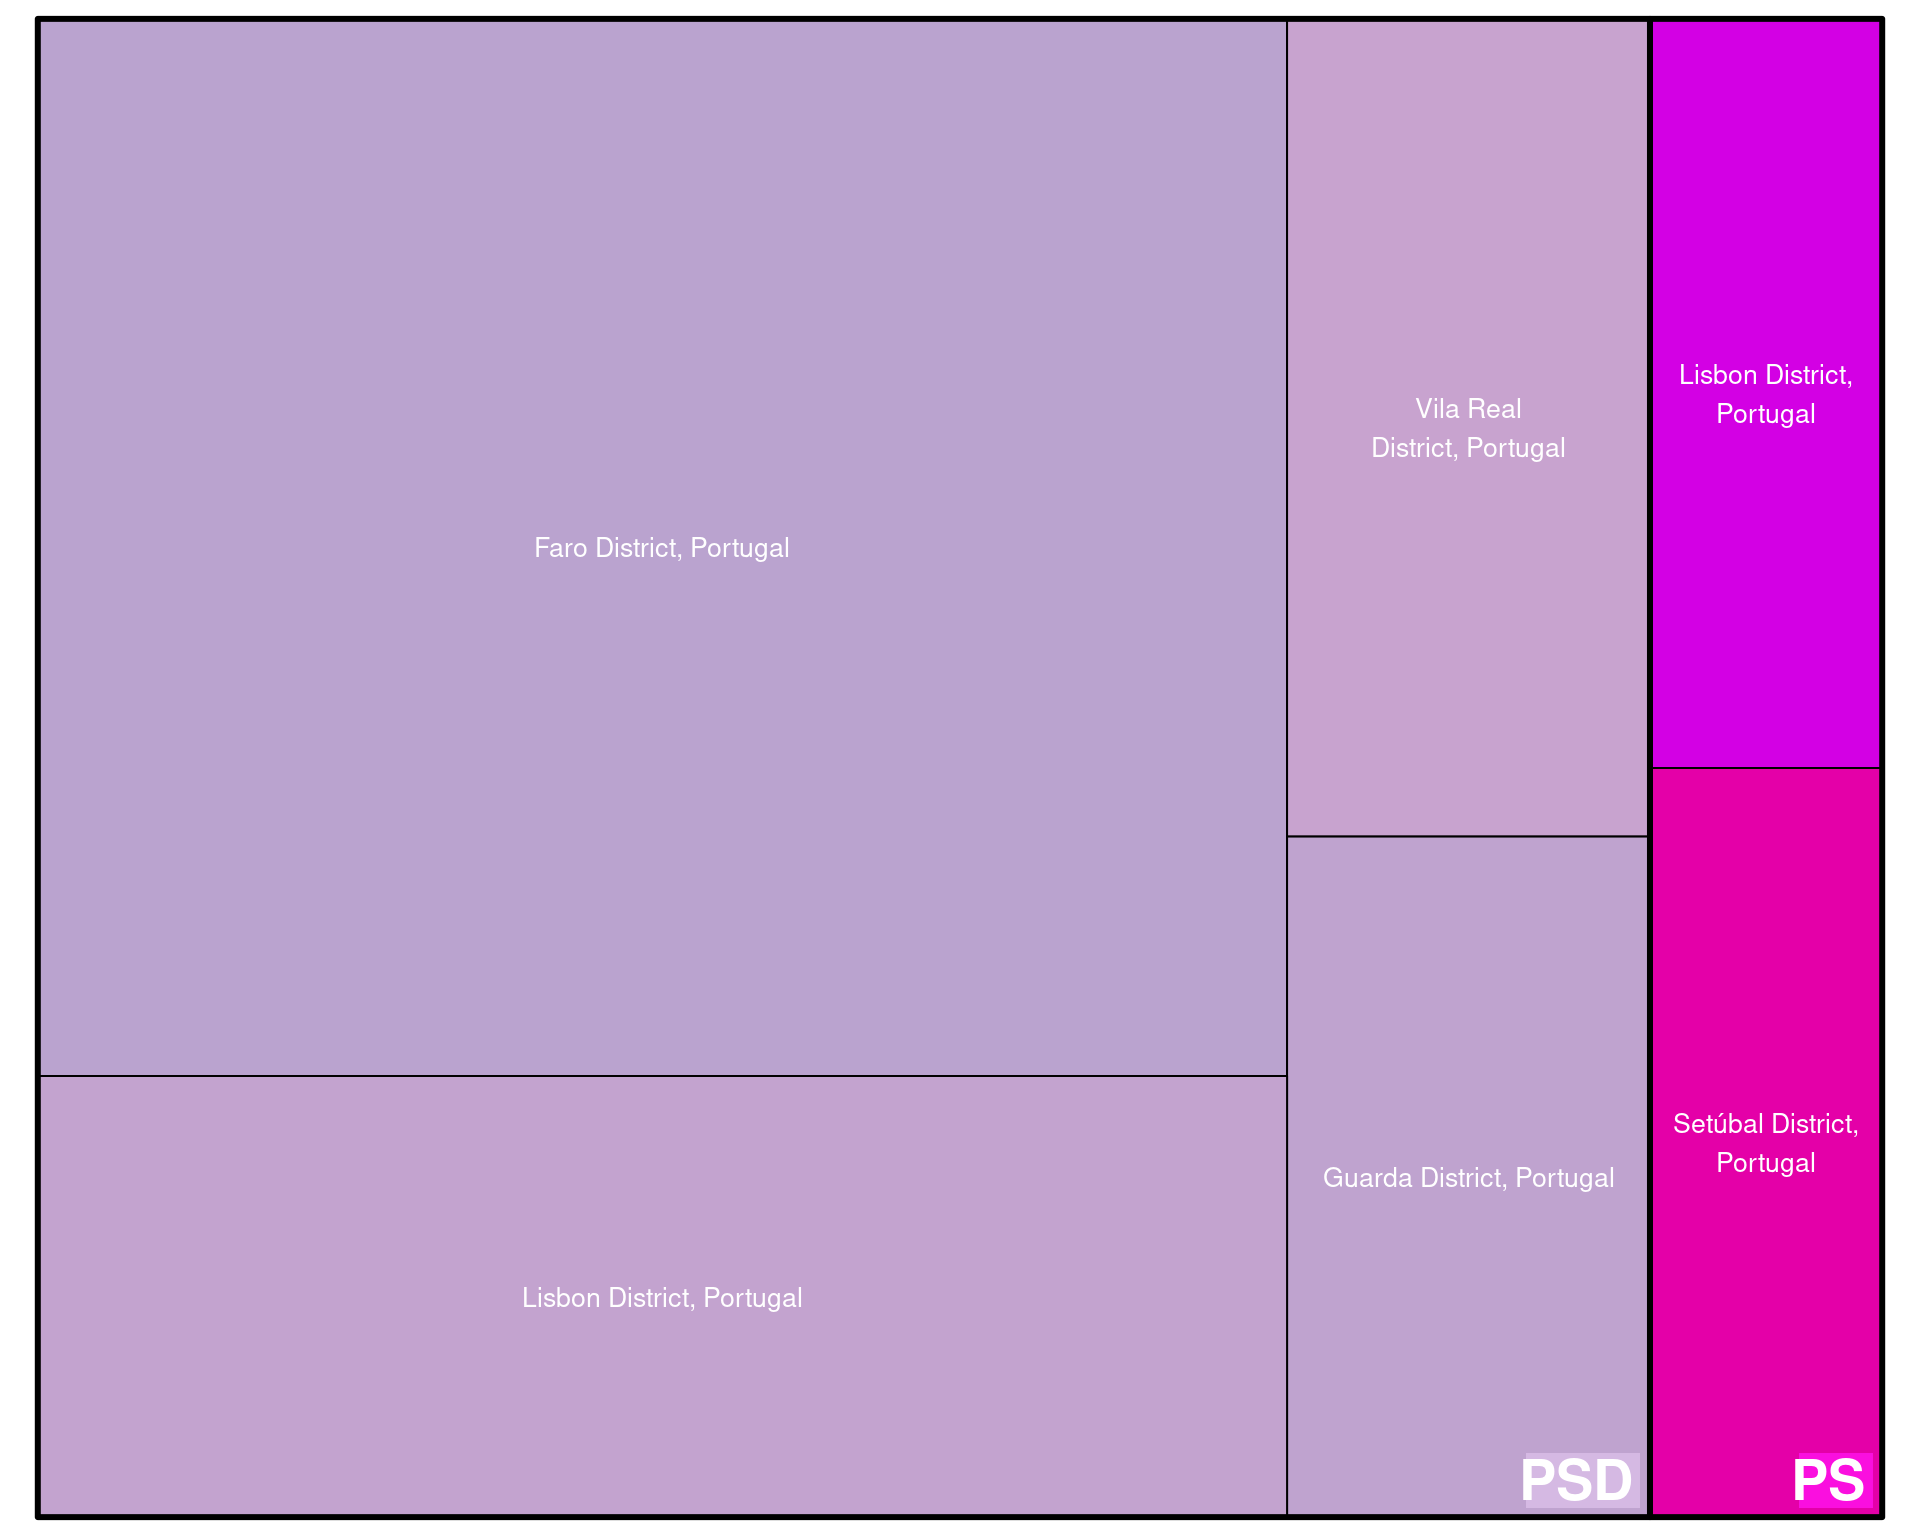 Faro District, Portugal
Lisbon District, Portugal
Vila Real
District, Portugal
Guarda District, Portugal
PSD
Lisbon District,
Portugal
Setúbal District,
Portugal
PS